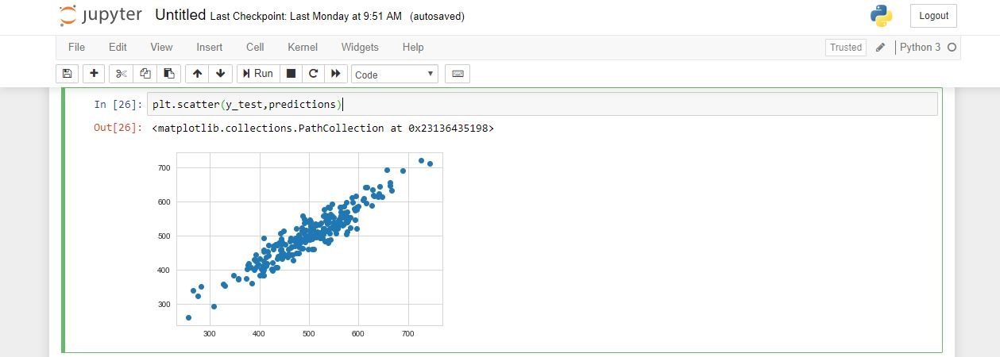 jupyter Untitled Last Checkpoint: Last Monday at 9:51 AM (autosaved) Logout
File Edit View Insert Cell Kernel Widgets Help Trusted Python 3
Run Code
In [26]: plt.scatter(y_test,predictions)
Out[26]: <matplotlib.collections.PathCollection at 0x23136435198>
700
600
500
400
300
300 400 500 600 700